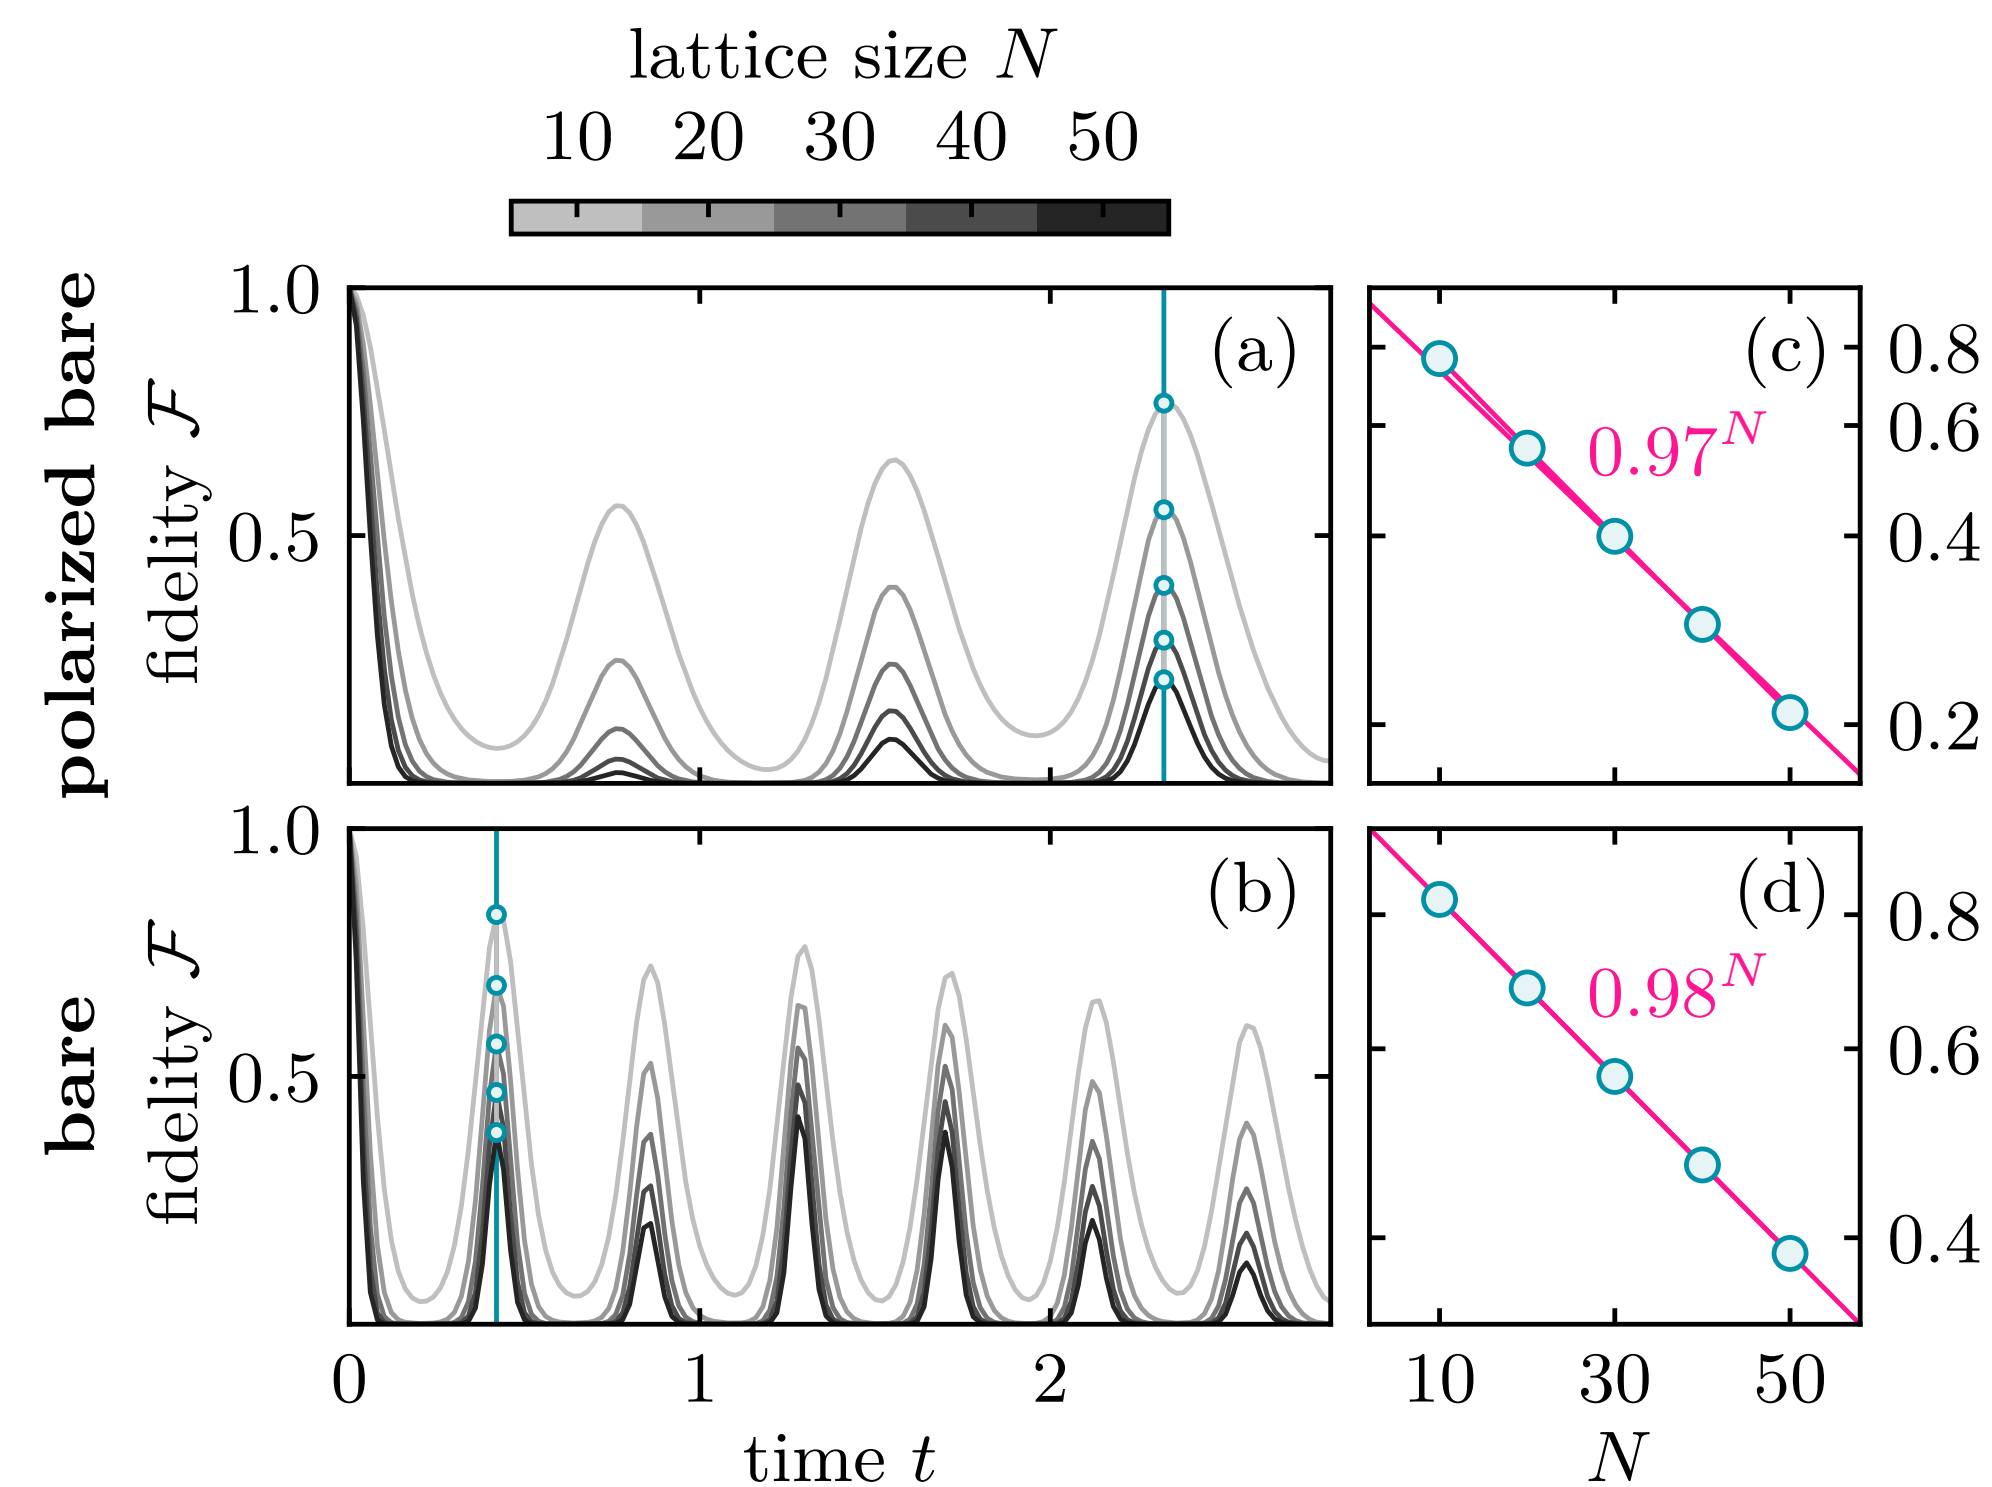 lattice size N
10 20 30 40 50
polarized bare
fidelity ℱ
1.0
0.5
(a)
(c)
0.97^N
0.8
0.6
0.4
0.2
bare
fidelity ℱ
1.0
0.5
(b)
(d)
0.98^N
0.8
0.6
0.4
0 1 2
time t
10 30 50
N